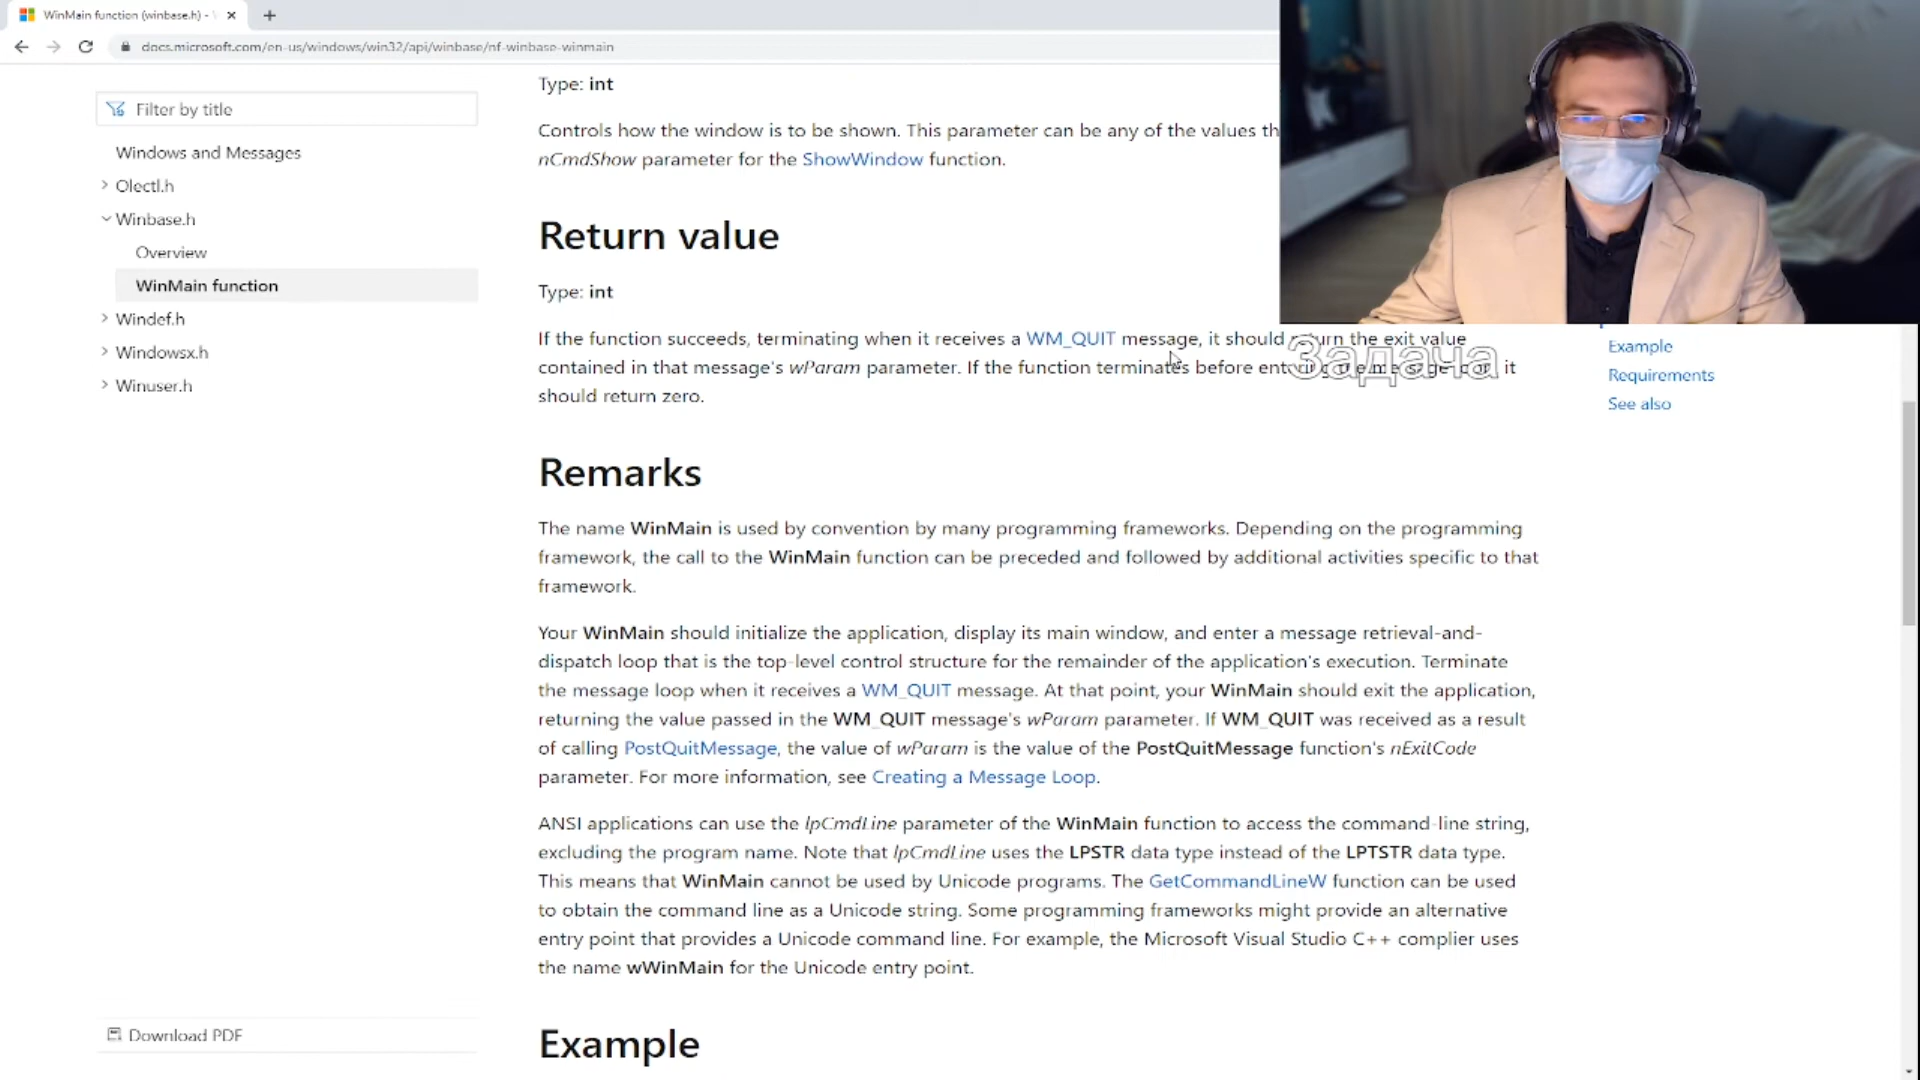 WinMain function (winbase.h) -
docs.microsoft.com/en-us/windows/win32/api/winbase/nf-winbase-winmain
Filter by title
Windows and Messages
Olectl.h
Winbase.h
Overview
WinMain function
Windef.h
Windowsx.h
Winuser.h
Download PDF
Type: int
Controls how the window is to be shown. This parameter can be any of the values
nCmdShow parameter for the ShowWindow function.
Return value
Type: int
If the function succeeds, terminating when it receives a WM_QUIT message, it should return the exit value
contained in that message's wParam parameter. If the function terminates before entering the message loop, it
should return zero.
Remarks
The name WinMain is used by convention by many programming frameworks. Depending on the programming
framework, the call to the WinMain function can be preceded and followed by additional activities specific to that
framework.
Your WinMain should initialize the application, display its main window, and enter a message retrieval-and-
dispatch loop that is the top-level control structure for the remainder of the application's execution. Terminate
the message loop when it receives a WM_QUIT message. At that point, your WinMain should exit the application,
returning the value passed in the WM_QUIT message's wParam parameter. If WM_QUIT was received as a result
of calling PostQuitMessage, the value of wParam is the value of the PostQuitMessage function's nExitCode
parameter. For more information, see Creating a Message Loop.
ANSI applications can use the lpCmdLine parameter of the WinMain function to access the command-line string,
excluding the program name. Note that lpCmdLine uses the LPSTR data type instead of the LPTSTR data type.
This means that WinMain cannot be used by Unicode programs. The GetCommandLineW function can be used
to obtain the command line as a Unicode string. Some programming frameworks might provide an alternative
entry point that provides a Unicode command line. For example, the Microsoft Visual Studio C++ complier uses
the name wWinMain for the Unicode entry point.
Example
Задача
Example
Requirements
See also